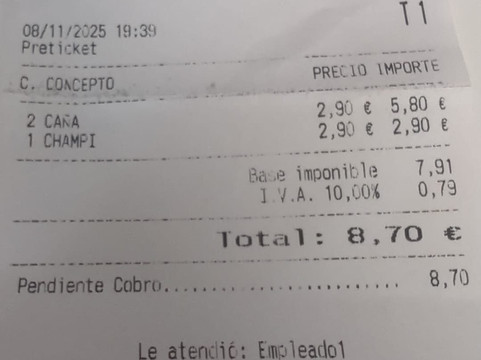 T 1
08/11/2025 19:39
Preticket
C. CONCEPTO PRECIO IMPORTE
2 CAÑA 2,90 € 5,80 €
1 CHAMPI 2,90 € 2,90 €
Base imponible 7,91
I.V.A. 10,00% 0,79
Total: 8,70 €
Pendiente Cobro............................ 8,70
Le atendió: Empleado1